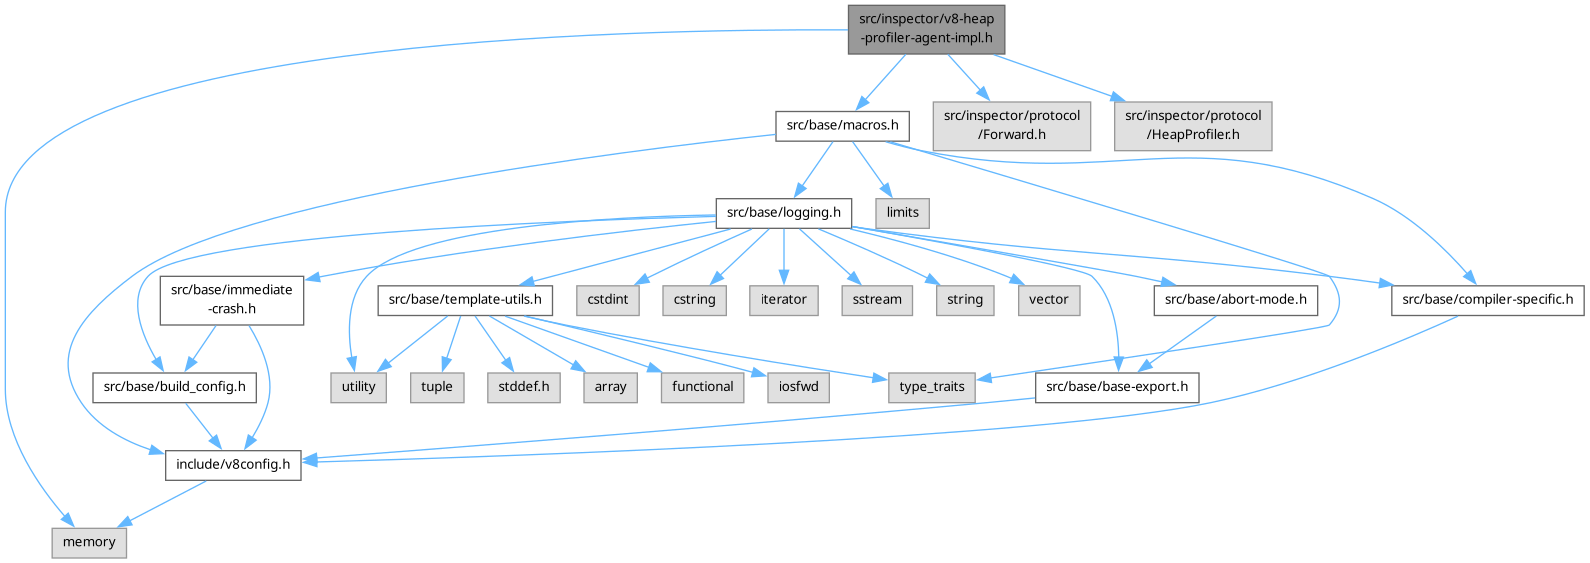 src/inspector/v8-heap
-profiler-agent-impl.h
src/base/macros.h
src/inspector/protocol
/Forward.h
src/inspector/protocol
/HeapProfiler.h
src/base/logging.h
limits
src/base/immediate
-crash.h
src/base/template-utils.h
cstdint
cstring
iterator
sstream
string
vector
src/base/abort-mode.h
src/base/compiler-specific.h
src/base/build_config.h
utility
tuple
stddef.h
array
functional
iosfwd
type_traits
src/base/base-export.h
include/v8config.h
memory